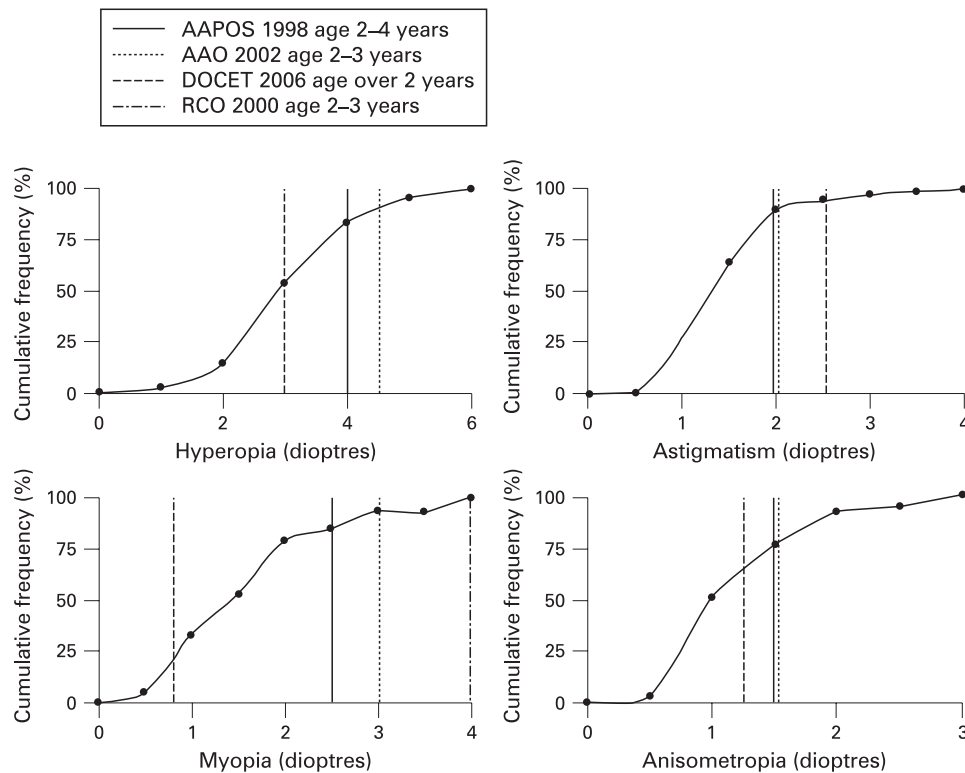 AAPOS 1998 age 2–4 years
AAO 2002 age 2–3 years
DOCET 2006 age over 2 years
RCO 2000 age 2–3 years
Cumulative frequency (%)
100
75
50
25
0
0 2 4 6
Hyperopia (dioptres)
Cumulative frequency (%)
100
75
50
25
0
0 1 2 3 4
Astigmatism (dioptres)
Cumulative frequency (%)
100
75
50
25
0
0 1 2 3 4
Myopia (dioptres)
Cumulative frequency (%)
100
75
50
25
0
0 1 2 3
Anisometropia (dioptres)